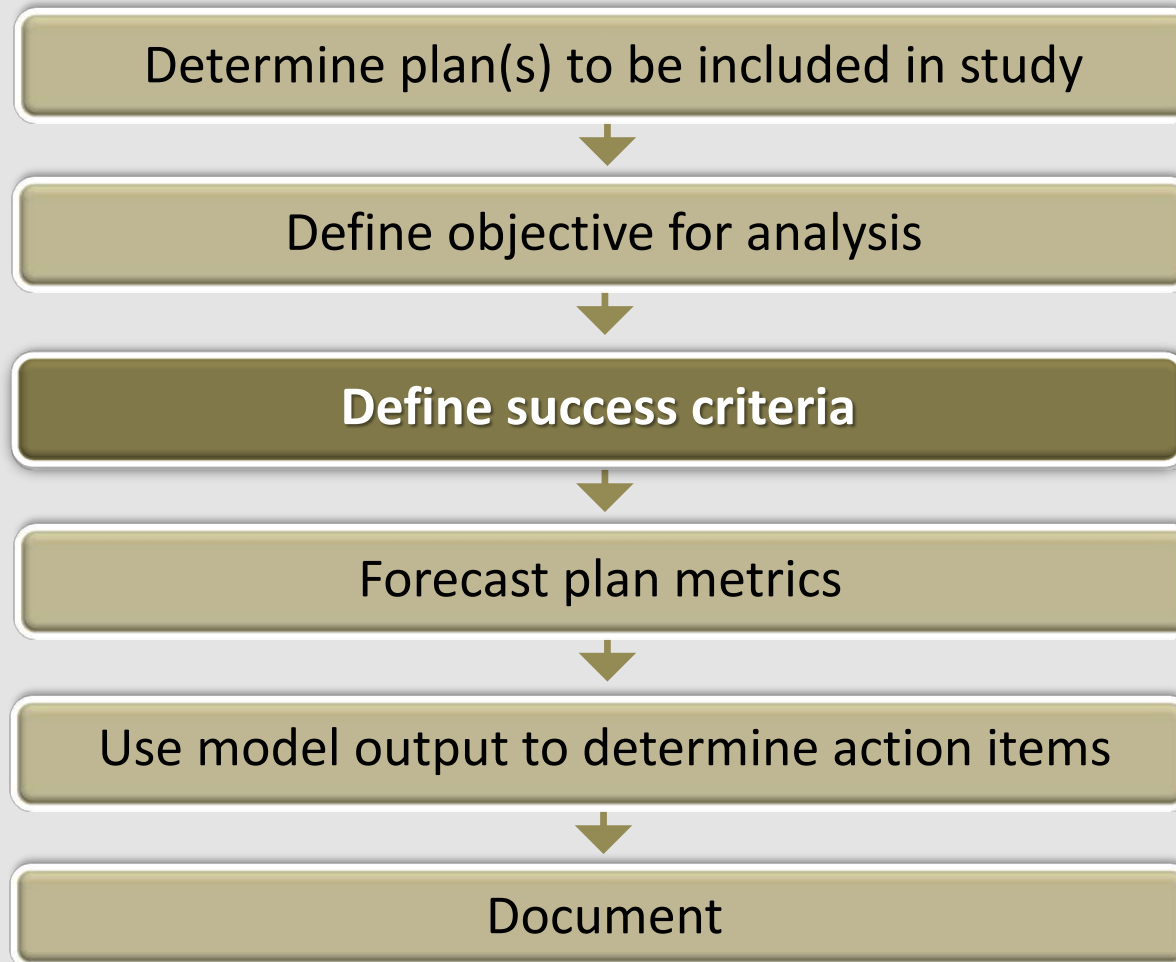 Determine plan(s) to be included in study
Define objective for analysis
Define success criteria
Forecast plan metrics
Use model output to determine action items
Document